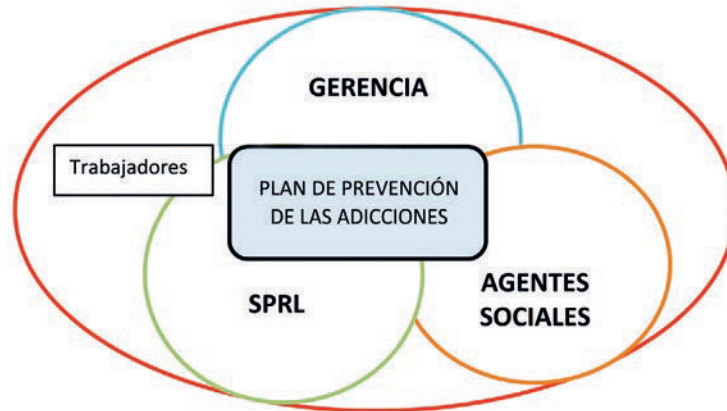 GERENCIA
Trabajadores
PLAN DE PREVENCIÓN
DE LAS ADICCIONES
SPRL
AGENTES
SOCIALES